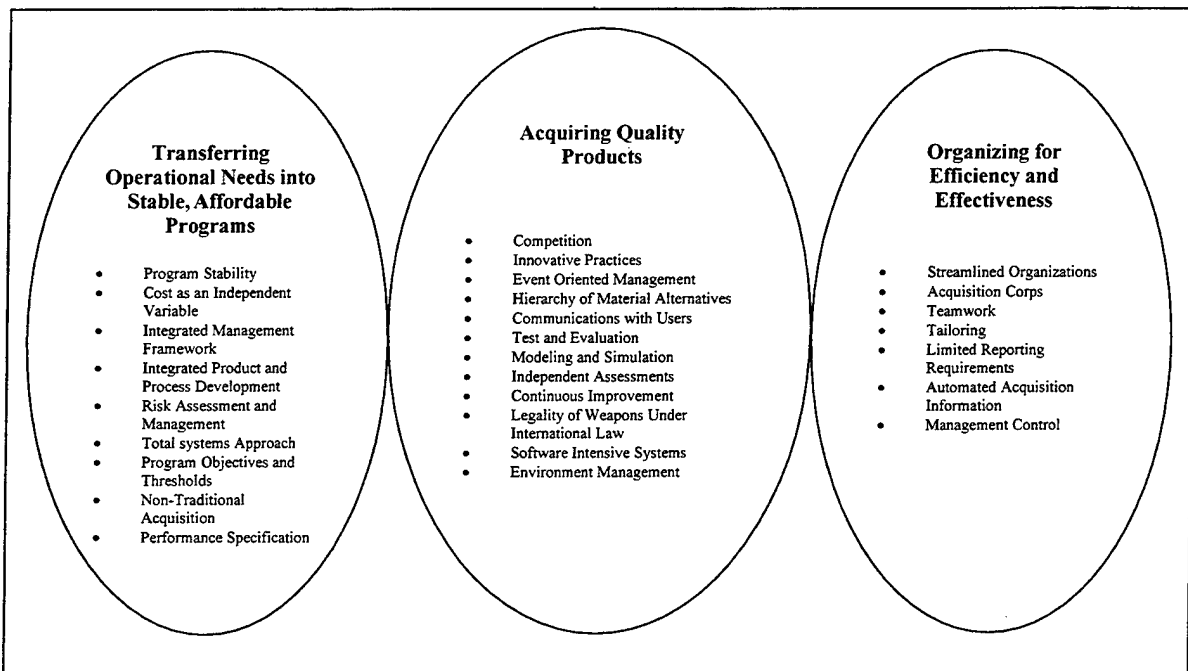 Transferring
Operational Needs into
Stable, Affordable
Programs
• Program Stability
• Cost as an Independent
Variable
• Integrated Management
Framework
• Integrated Product and
Process Development
• Risk Assessment and
Management
• Total systems Approach
• Program Objectives and
Thresholds
• Non-Traditional
Acquisition
• Performance Specification
Acquiring Quality
Products
• Competition
• Innovative Practices
• Event Oriented Management
• Hierarchy of Material Alternatives
• Communications with Users
• Test and Evaluation
• Modeling and Simulation
• Independent Assessments
• Continuous Improvement
• Legality of Weapons Under
International Law
• Software Intensive Systems
• Environment Management
Organizing for
Efficiency and
Effectiveness
• Streamlined Organizations
• Acquisition Corps
• Teamwork
• Tailoring
• Limited Reporting
Requirements
• Automated Acquisition
Information
• Management Control